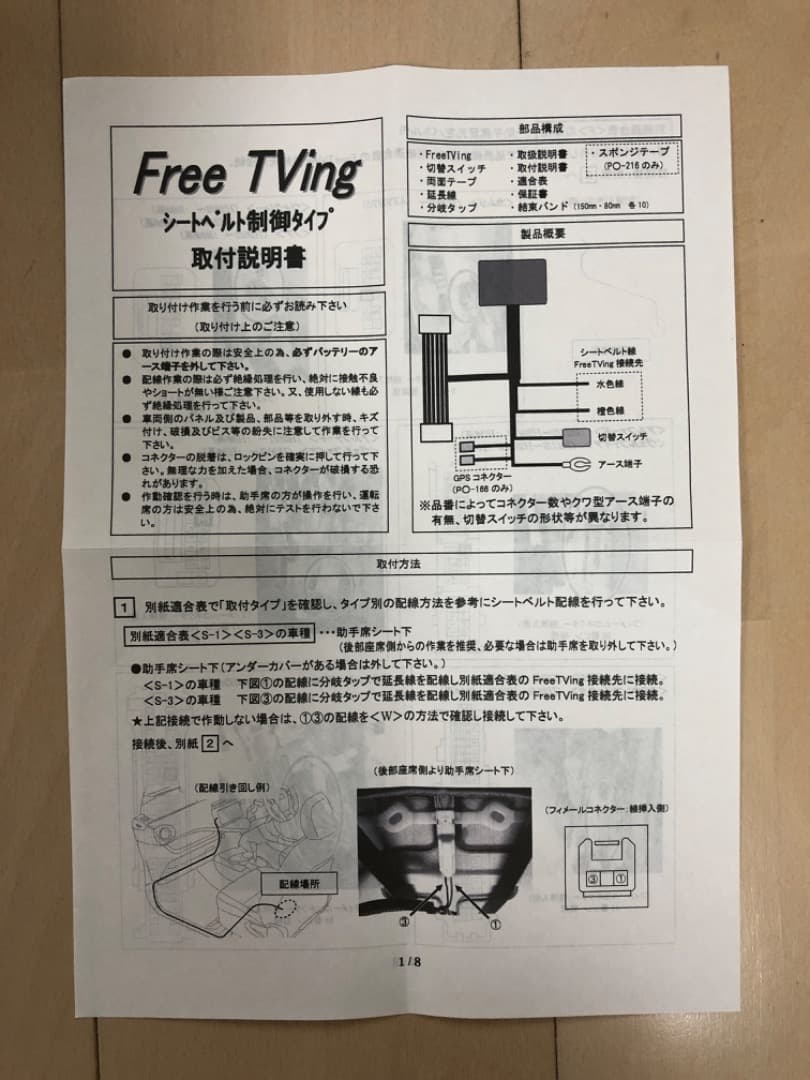 Free TVing
シートベルト制御タイプ
取付説明書
取り付け作業を行う前に必ずお読み下さい
(取り付け上のご注意)
● 取り付け作業の際は安全上の為、必ずバッテリーのア
ース端子を外して下さい。
● 配線作業の際は必ず絶縁処理を行い、絶対に接触不良
やショートが無い様ご注意下さい。又、使用しない線も必
ず絶縁処理を行って下さい。
● 車両側のパネル及び製品、部品等を取り外す時、キズ
付け、破損及びビス等の紛失に注意して作業を行って
下さい。
● コネクターの脱着は、ロックピンを確実に押して行って下
さい。無理な力を加えた場合、コネクターが破損する恐
れがあります。
● 作動確認を行う時は、助手席の方が操作を行い、運転
席の方は安全上の為、絶対にテストを行わないで下さ
い。
部品構成
・FreeTVing
・切替スイッチ
・両面テープ
・延長線
・分岐タップ
・取扱説明書
・取付説明書
・適合表
・保証書
・結束バンド (150mm・80mm 各10)
・スポンジテープ
(P〇-216のみ)
製品概要
シートベルト線
FreeTVing 接続先
水色線
橙色線
切替スイッチ
アース端子
GPSコネクター
(P〇-166のみ)
※品番によってコネクター数やクワ型アース端子の
有無、切替スイッチの形状等が異なります。
取付方法
1 別紙適合表で「取付タイプ」を確認し、タイプ別の配線方法を参考にシートベルト配線を行って下さい。
別紙適合表<S-1><S-3>の車種 ・・・助手席シート下
(後部座席側からの作業を推奨、必要な場合は助手席を取り外して下さい。)
●助手席シート下(アンダーカバーがある場合は外して下さい。)
<S-1>の車種 下図①の配線に分岐タップで延長線を配線し別紙適合表の FreeTVing 接続先に接続。
<S-3>の車種 下図③の配線に分岐タップで延長線を配線し別紙適合表の FreeTVing 接続先に接続。
★上記接続で作動しない場合は、①③の配線を<W>の方法で確認し接続して下さい。
接続後、別紙 2 へ
(配線引き回し例)
配線場所
(後部座席側より助手席シート下)
③
①
(フィメールコネクター:線挿入側)
③ ①
1 / 8